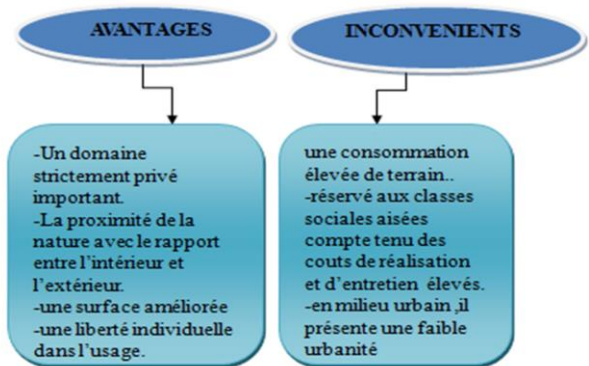 AVANTAGES
-Un domaine
strictement privé
important.
-La proximité de la
nature avec le rapport
entre l'intérieur et
l'extérieur.
-une surface améliorée
-une liberté individuelle
dans l'usage.
INCONVENIENTS
une consommation
élevée de terrain..
-réservé aux classes
sociales aisées
compte tenu des
couts de réalisation
et d'entretien élevés.
-en milieu urbain ,il
présente une faible
urbanité